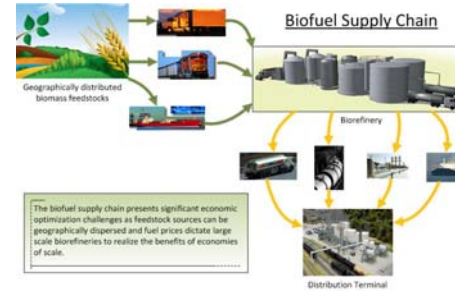 Biofuel Supply Chain
Geographically distributed
biomass feedstocks
Biorefinery
The biofuel supply chain presents significant economic
optimization challenges as feedstock sources can be
geographically dispersed and fuel prices dictate large
scale biorefineries to realize the benefits of economies
of scale.
Distribution Terminal